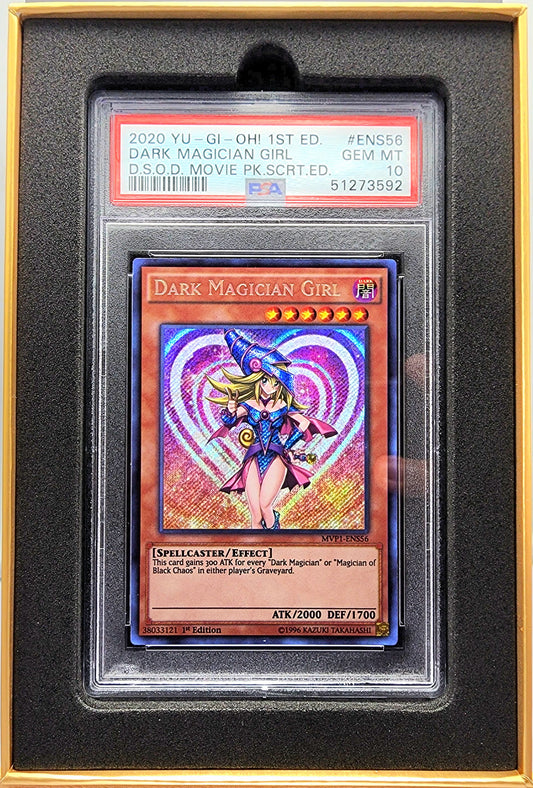 2020 YU-GI-OH! 1ST ED. #ENS56
DARK MAGICIAN GIRL GEM MT
D.S.O.D. MOVIE PK.SCRT.ED. 10
51273592
PSA
DARK MAGICIAN GIRL
DARK
闇
MVP1-ENS56
[SPELLCASTER/EFFECT]
This card gains 300 ATK for every "Dark Magician" or "Magician of
Black Chaos" in either player's Graveyard.
ATK/2000 DEF/1700
38033121 1st Edition ©1996 KAZUKI TAKAHASHI